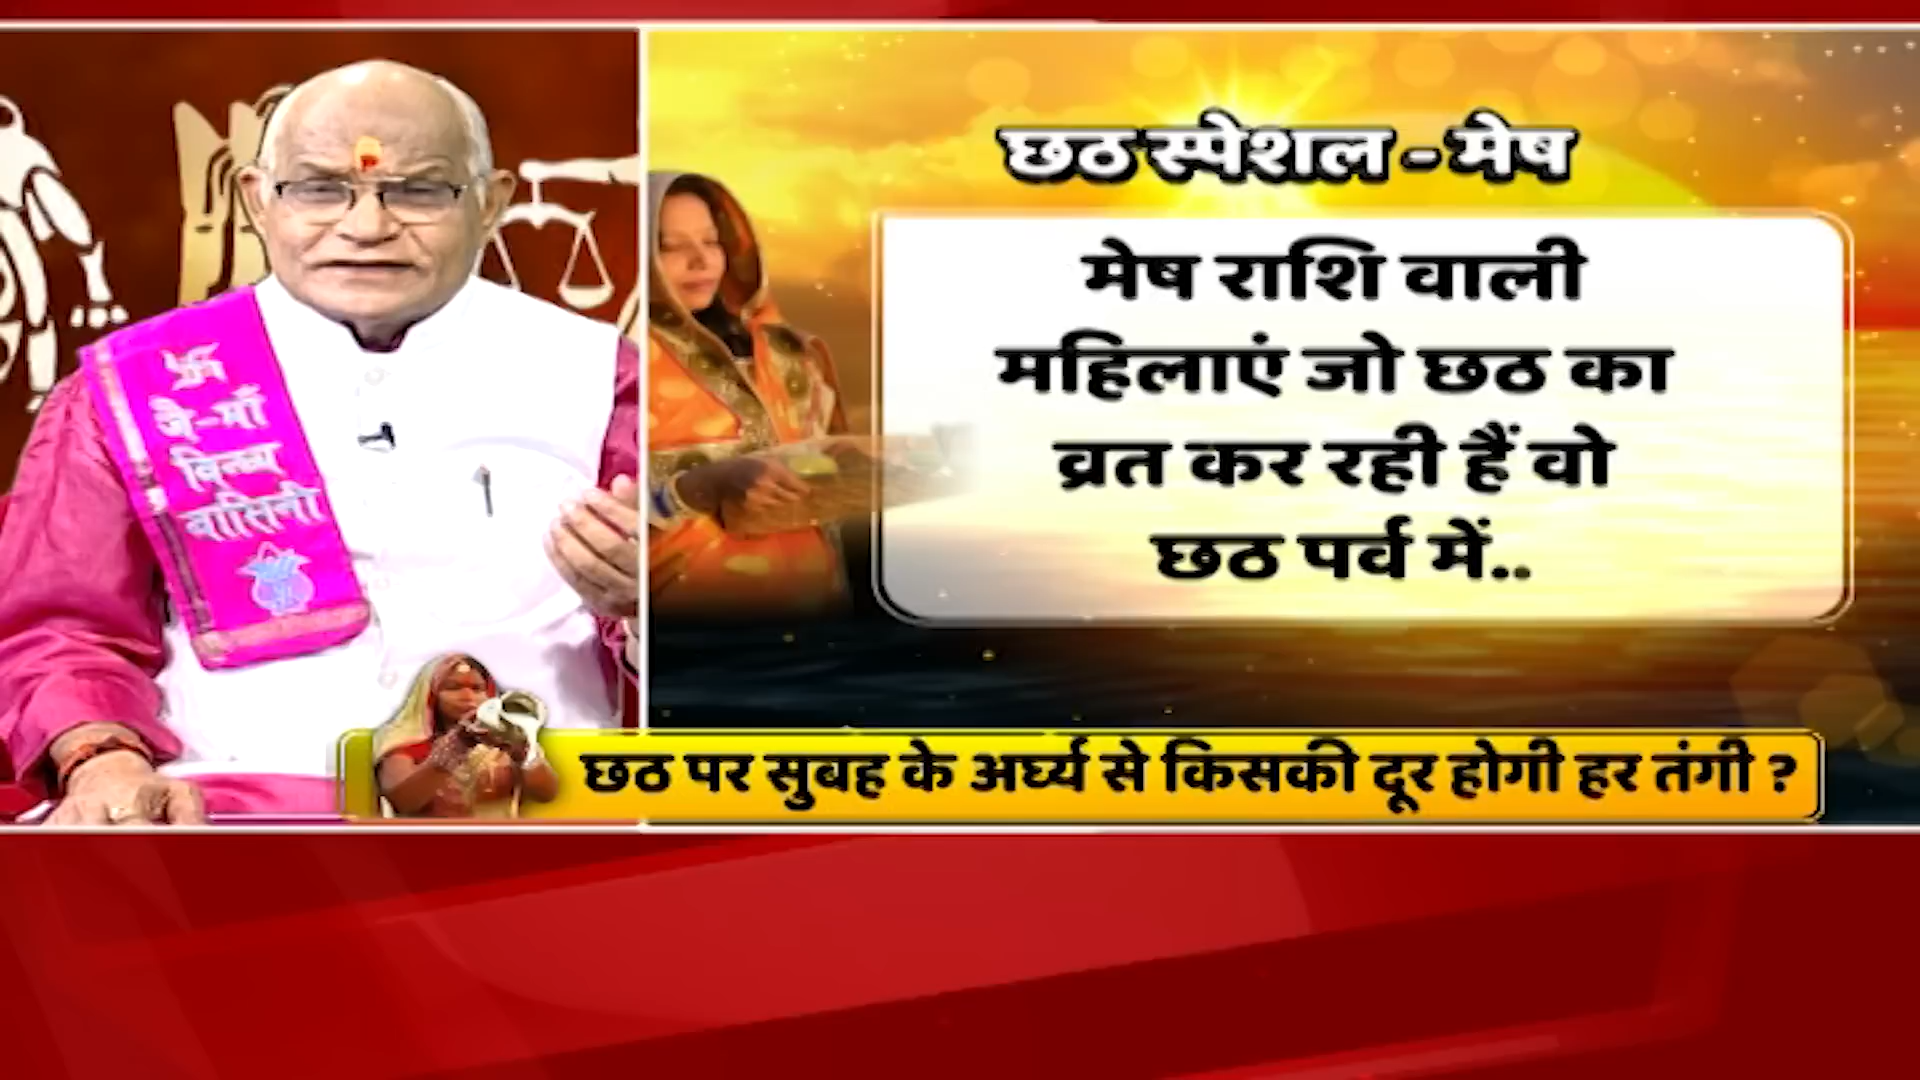 छठ स्पेशल - मेष
मेष राशि वाली
महिलाएं जो छठ का
व्रत कर रही हैं वो
छठ पर्व में..
जै-माँ
विन्ध्य
वासिनी
छठ पर सुबह के अर्घ्य से किसकी दूर होगी हर तंगी ?